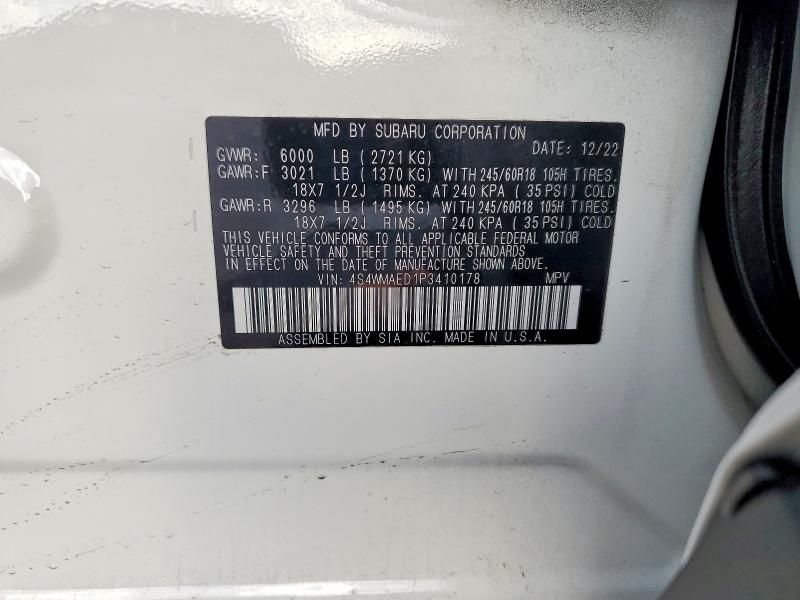 MFD BY SUBARU CORPORATION
DATE: 12/22
GVWR: 6000 LB (2721 KG)
GAWR:F 3021 LB (1370 KG) WITH 245/60R18 105H TIRES.
18X7 1/2J RIMS. AT 240 KPA (35 PSI) COLD
GAWR:R 3296 LB (1495 KG) WITH 245/60R18 105H TIRES.
18X7 1/2J RIMS. AT 240 KPA (35 PSI) COLD
THIS VEHICLE CONFORMS TO ALL APPLICABLE FEDERAL MOTOR
VEHICLE SAFETY AND THEFT PREVENTION STANDARDS
IN EFFECT ON THE DATE OF MANUFACTURE SHOWN ABOVE.
VIN: 4S4WMAED1P3410178 MPV
ASSEMBLED BY SIA INC. MADE IN U.S.A.